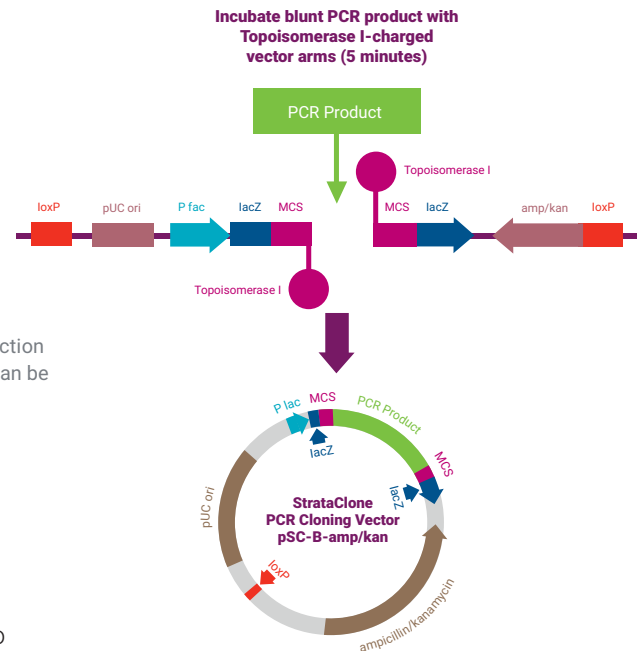 Incubate blunt PCR product with
Topoisomerase I-charged
vector arms (5 minutes)
PCR Product
Topoisomerase I
loxP
pUC ori
P fac
lacZ
MCS
MCS
lacZ
amp/kan
loxP
Topoisomerase I
ction
an be
P lac
MCS
PCR Product
lacZ
MCS
lacZ
pUC ori
StrataClone
PCR Cloning Vector
pSC-B-amp/kan
loxP
ampicillin/kanamycin